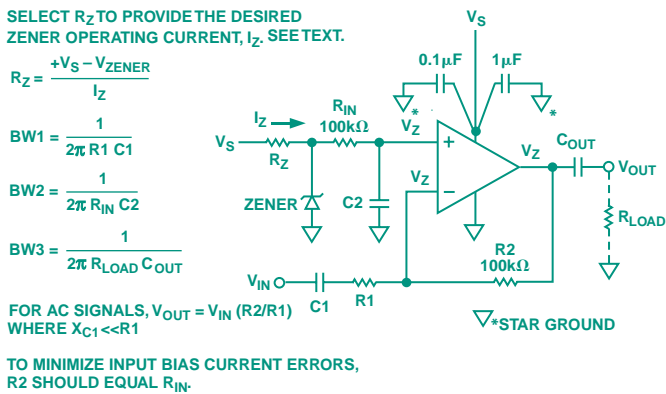 SELECT RZ TO PROVIDE THE DESIRED
ZENER OPERATING CURRENT, IZ. SEE TEXT.
RZ = +VS – VZENER
IZ
BW1 = 1
2π R1 C1
BW2 = 1
2π RIN C2
BW3 = 1
2π RLOAD COUT
FOR AC SIGNALS, VOUT = VIN (R2/R1)
WHERE XC1 <<R1
TO MINIMIZE INPUT BIAS CURRENT ERRORS,
R2 SHOULD EQUAL RIN.
VS
0.1µF
1µF
*
*
IZ
RIN
100kΩ
VZ
VS
RZ
+
–
VZ
VZ
COUT
VOUT
ZENER
C2
RLOAD
R2
100kΩ
VIN
C1
R1
*STAR GROUND